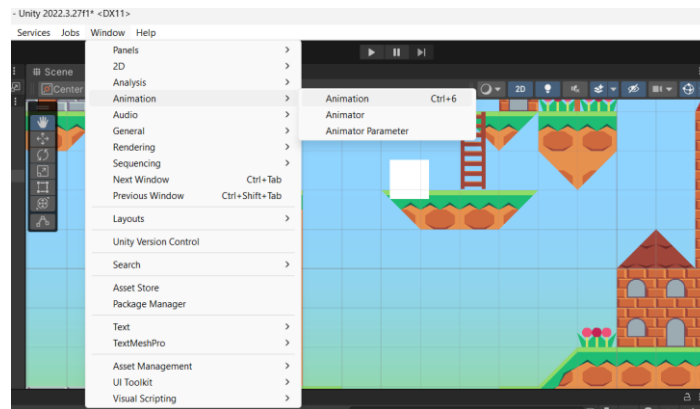 - Unity 2022.3.27f1* <DX11>
Services Jobs Window Help
Panels
2D
Analysis
Animation
Audio
General
Rendering
Sequencing
Next Window Ctrl+Tab
Previous Window Ctrl+Shift+Tab
Layouts
Unity Version Control
Search
Asset Store
Package Manager
Text
TextMeshPro
Asset Management
UI Toolkit
Visual Scripting
Animation Ctrl+6
Animator
Animator Parameter
# Scene
Center
2D